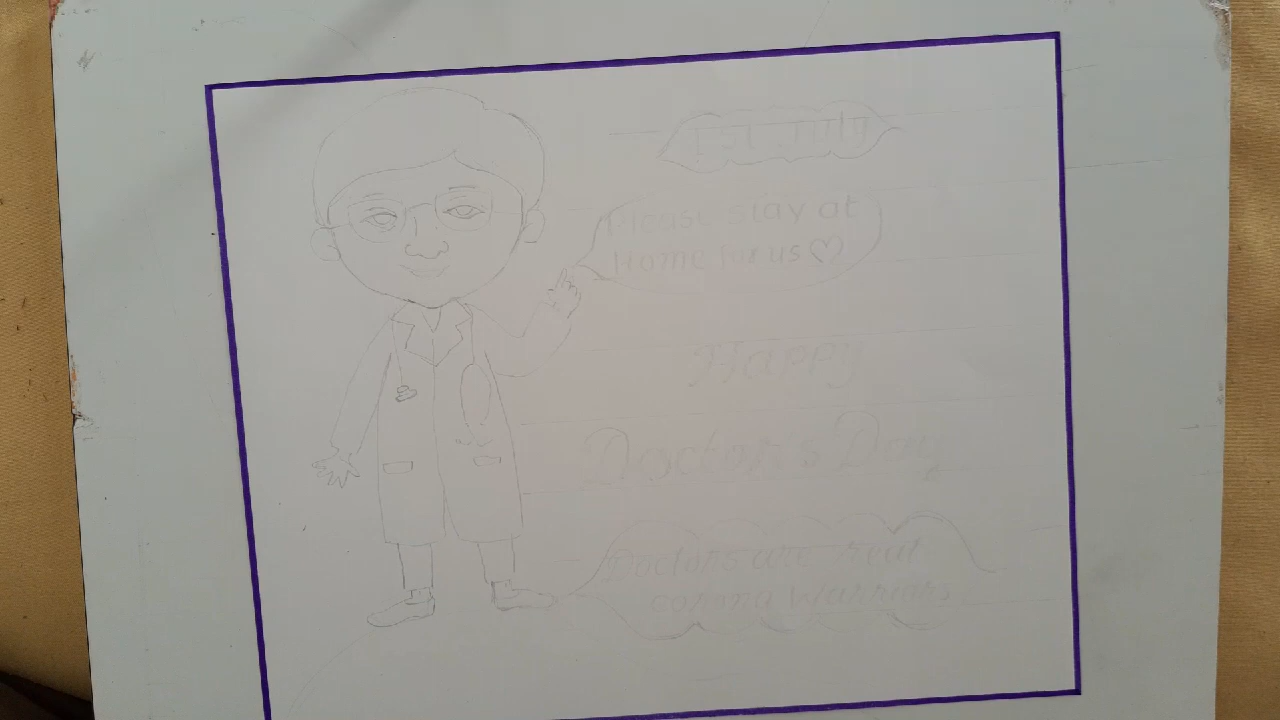 1st July
Please stay at
Home for us
Happy
Doctor's Day
Doctors are real
corona warriors